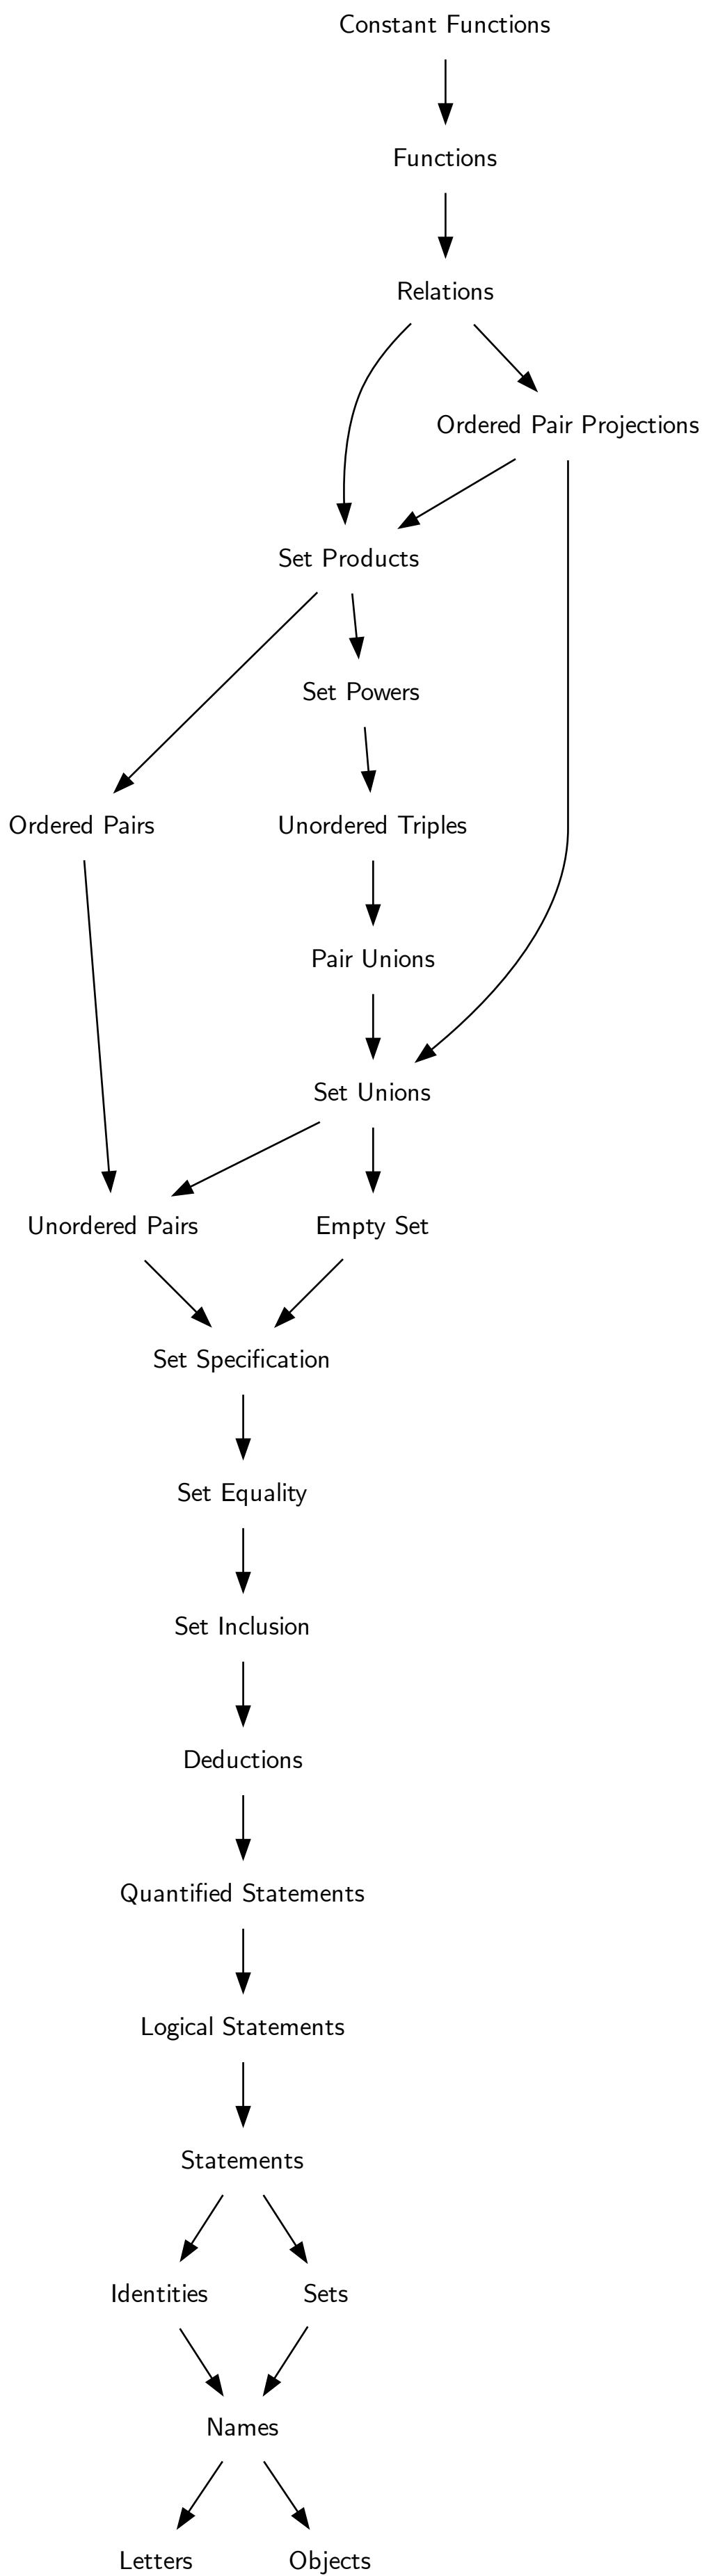 Constant Functions
Functions
Relations
Ordered Pair Projections
Set Products
Set Powers
Ordered Pairs
Unordered Triples
Pair Unions
Set Unions
Unordered Pairs
Empty Set
Set Specification
Set Equality
Set Inclusion
Deductions
Quantified Statements
Logical Statements
Statements
Identities
Sets
Names
Letters
Objects